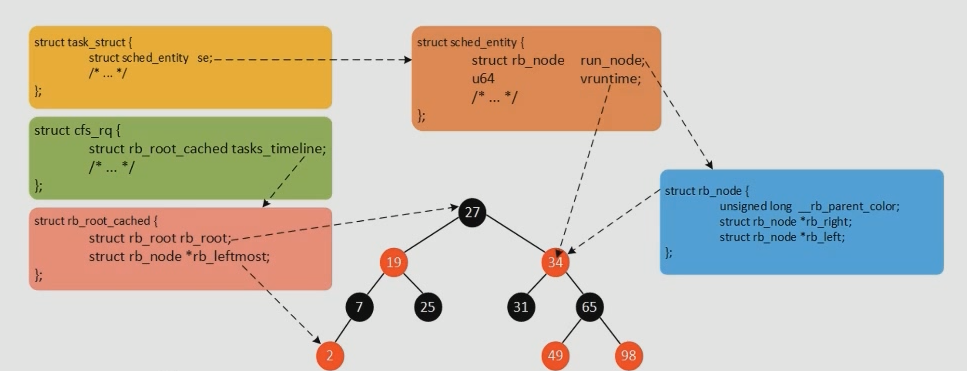 struct task_struct {
struct sched_entity se;
/* ... */
};
struct cfs_rq {
struct rb_root_cached tasks_timeline;
/* ... */
};
struct rb_root_cached {
struct rb_root rb_root;
struct rb_node *rb_leftmost;
};
struct sched_entity {
struct rb_node run_node;
u64 vruntime;
/* ... */
};
struct rb_node {
unsigned long __rb_parent_color;
struct rb_node *rb_right;
struct rb_node *rb_left;
};
27
19 34
7 25 31 65
2 49 98